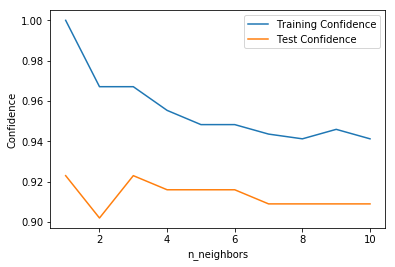 1.00
0.98
0.96
0.94
0.92
0.90
Confidence
Training Confidence
Test Confidence
2
4
6
8
10
n_neighbors